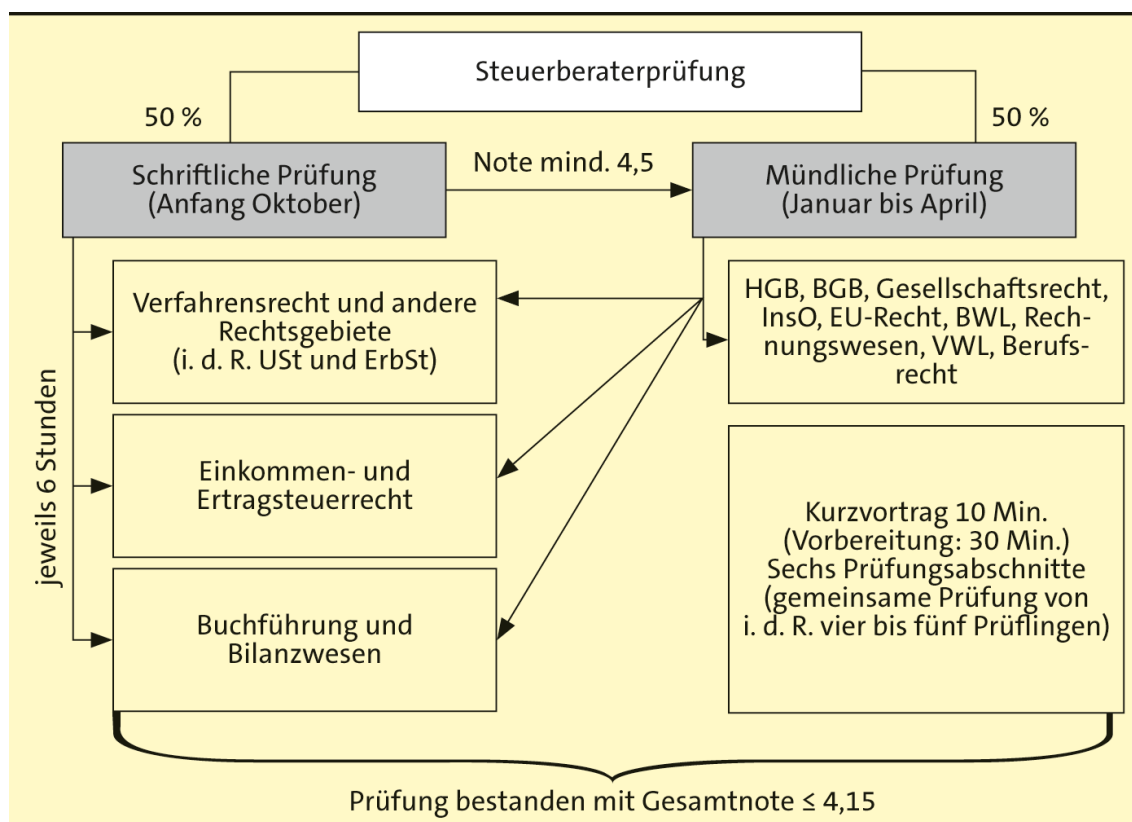 Steuerberaterprüfung
50 %
50 %
Schriftliche Prüfung
(Anfang Oktober)
Note mind. 4,5
Mündliche Prüfung
(Januar bis April)
jeweils 6 Stunden
Verfahrensrecht und andere
Rechtsgebiete
(i. d. R. USt und ErbSt)
Einkommen- und
Ertragsteuerrecht
Buchführung und
Bilanzwesen
HGB, BGB, Gesellschaftsrecht,
InsO, EU-Recht, BWL, Rech-
nungswesen, VWL, Berufs-
recht
Kurzvortrag 10 Min.
(Vorbereitung: 30 Min.)
Sechs Prüfungsabschnitte
(gemeinsame Prüfung von
i. d. R. vier bis fünf Prüflingen)
Prüfung bestanden mit Gesamtnote ≤ 4,15